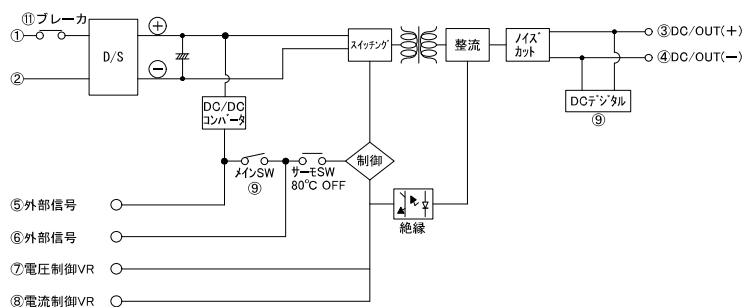 ⑪ブレーカ
①
D/S
＋
スイッチング
整流
ノイズ
カット
③DC/OUT(+)
②
－
④DC/OUT(−)
DC/DC
コンバータ
DCデジタル
⑨
メインSW
⑨
サーモSW
80℃ OFF
制御
⑤外部信号
絶縁
⑥外部信号
⑦電圧制御VR
⑧電流制御VR